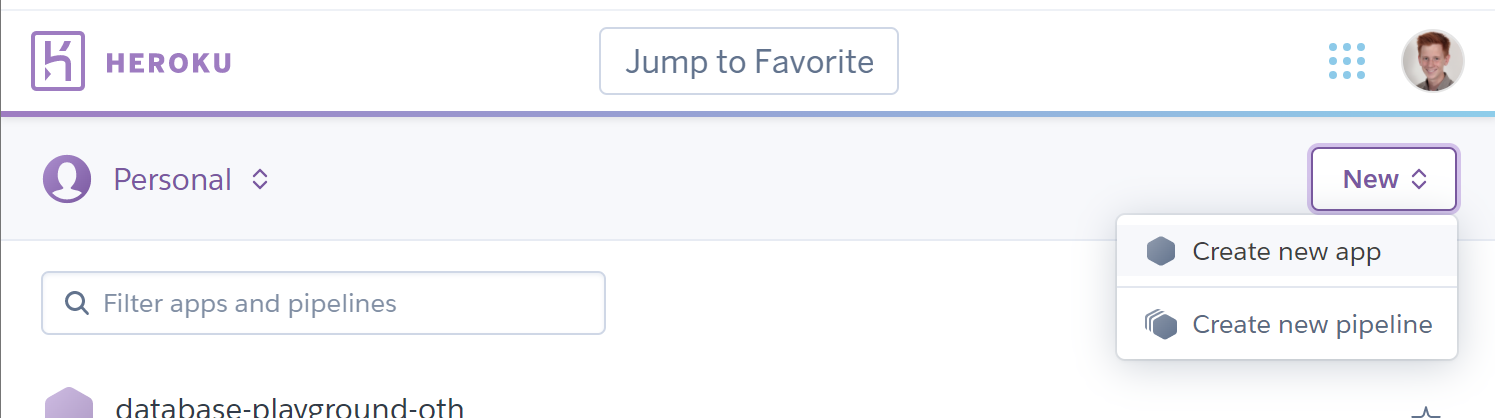 HEROKU
Jump to Favorite
Personal
New
Create new app
Filter apps and pipelines
Create new pipeline
database-playground-oth